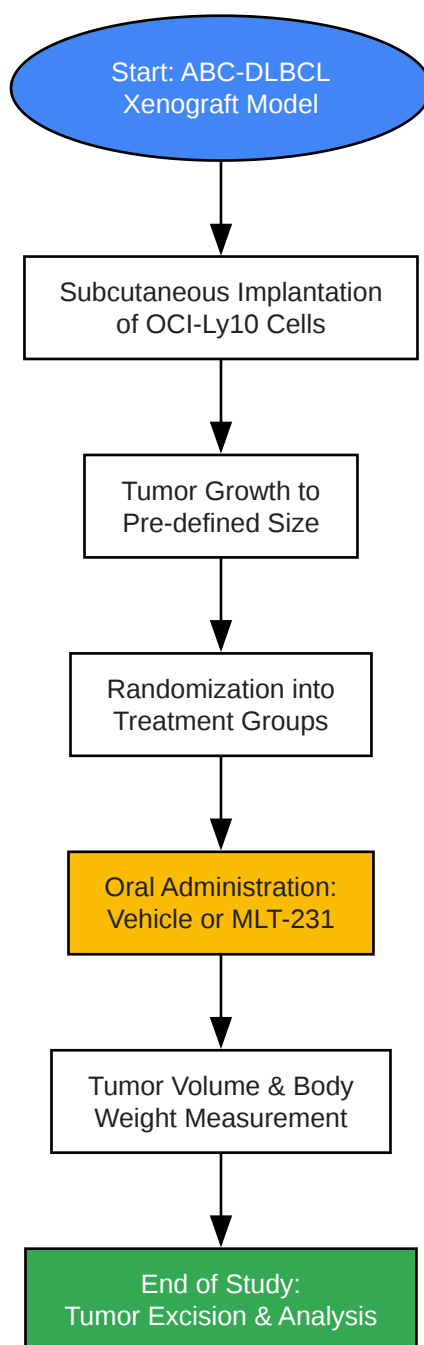 Start: ABC-DLBCL
Xenograft Model
Subcutaneous Implantation
of OCI-Ly10 Cells
Tumor Growth to
Pre-defined Size
Randomization into
Treatment Groups
Oral Administration:
Vehicle or MLT-231
Tumor Volume & Body
Weight Measurement
End of Study:
Tumor Excision & Analysis